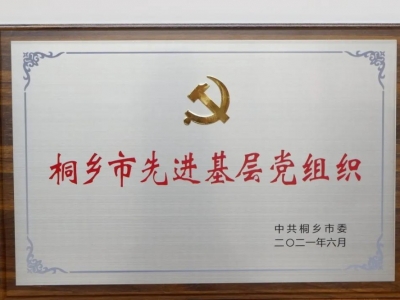 桐乡市先进基层党组织
中共桐乡市委
二〇二一年六月